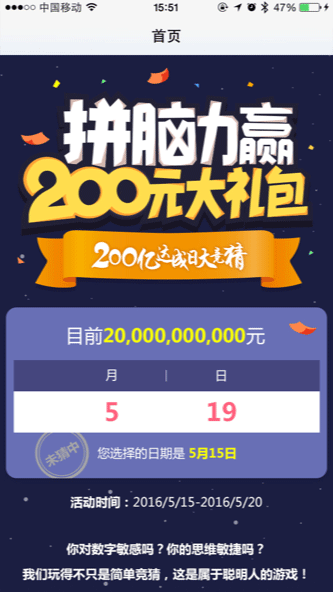 中国移动 15:51 47%
首页
拼脑力赢
200元大礼包
200亿达成日大竞猜
目前20,000,000,000元
月 | 日
5 19
未猜中
您选择的日期是 5月15日
活动时间：2016/5/15-2016/5/20
你对数字敏感吗？你的思维敏捷吗？
我们玩得不只是简单竞猜，这是属于聪明人的游戏！